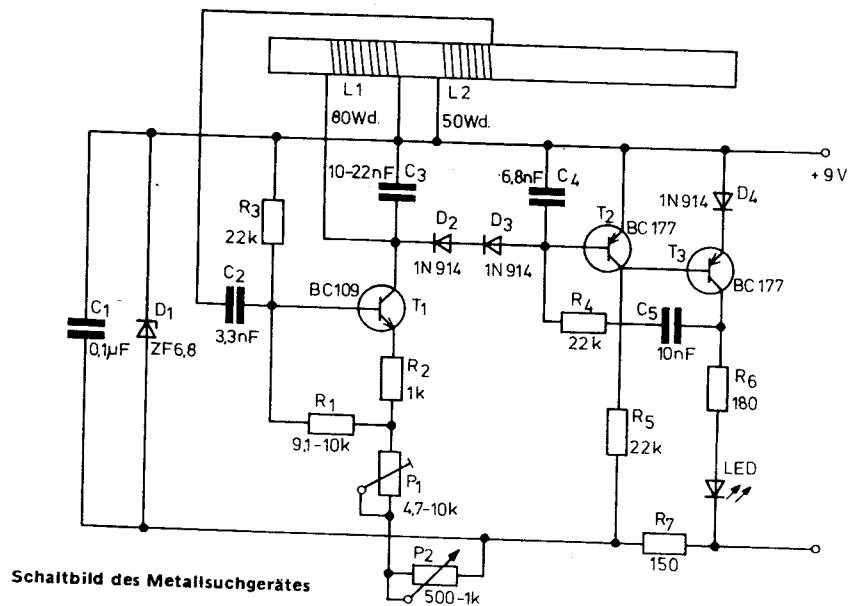 L1
L2
80Wd.
50Wd.
10-22nF
C3
6,8nF
C4
+ 9V
1N914
D4
R3
22k
D2
D3
T2
BC177
1N914
1N914
T3
BC177
C2
BC109
T1
3,3nF
C1
0,1µF
D1
ZF6,8
R4
C5
22k
10nF
R2
1k
R6
180
R1
9,1-10k
R5
22k
P1
4,7-10k
LED
R7
150
P2
500-1k
Schaltbild des Metallsuchgerätes